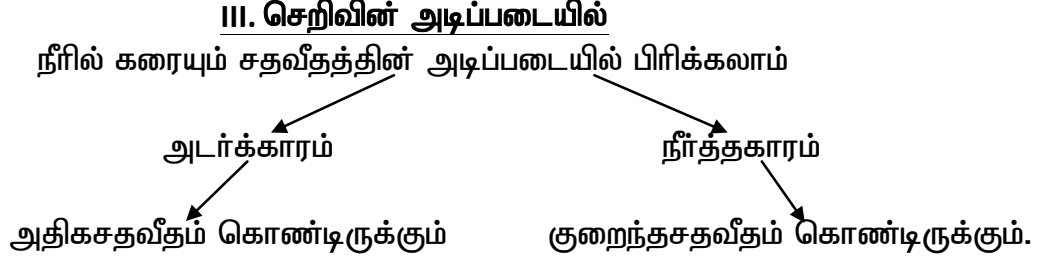 III. செறிவின் அடிப்படையில்
நீரில் கரையும் சதவீதத்தின் அடிப்படையில் பிரிக்கலாம்
அடர்க்காரம் நீர்த்தகாரம்
அதிகசதவீதம் கொண்டிருக்கும் குறைந்தசதவீதம் கொண்டிருக்கும்.